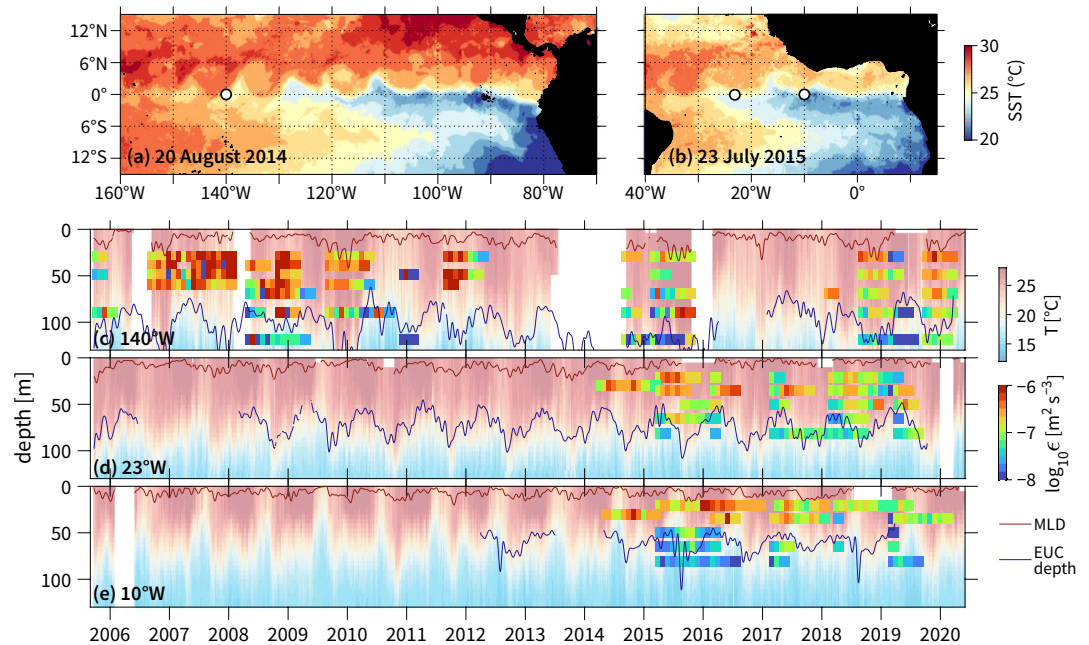 12°N
6°N
0°
6°S
12°S
160°W
140°W
120°W
100°W
80°W
(a) 20 August 2014
40°W
20°W
0°
(b) 23 July 2015
30
25
20
SST (°C)
0
50
100
(c) 140°W
0
50
100
(d) 23°W
0
50
100
(e) 10°W
depth [m]
2006 2007 2008 2009 2010 2011 2012 2013 2014 2015 2016 2017 2018 2019 2020
25
20
15
T [°C]
−6
−7
−8
log₁₀ϵ [m² s⁻³]
MLD
EUC
depth